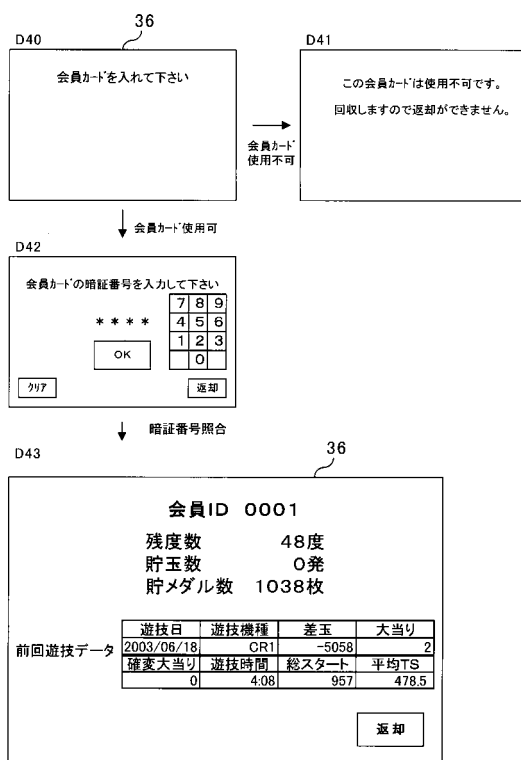 36
D40
会員カードを入れて下さい
D41
この会員カードは使用不可です。
回収しますので返却ができません。
会員カード
使用不可
会員カード使用可
D42
会員カードの暗証番号を入力して下さい
7 8 9
＊＊＊＊ 4 5 6
1 2 3
OK 0
クリア 返却
暗証番号照合
D43
36
会員ID 0001
残度数 48度
貯玉数 0発
貯メダル数 1038枚
前回遊技データ
遊技日 遊技機種 差玉 大当り
2003/06/18 CR1 -5058 2
確変大当り 遊技時間 総スタート 平均TS
0 4:08 957 478.5
返却